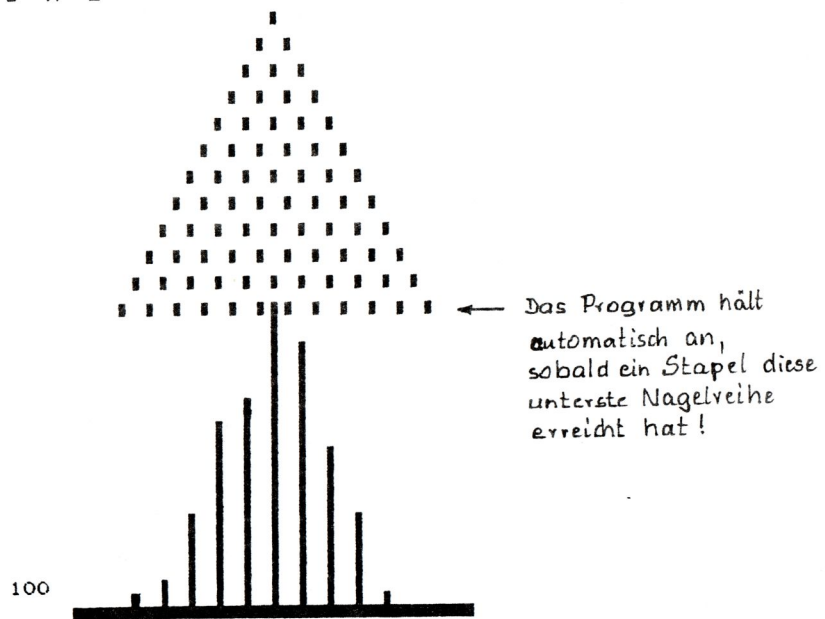 Das Programm hält
automatisch an,
sobald ein Stapel diese
unterste Nagelreihe
erreicht hat !
100